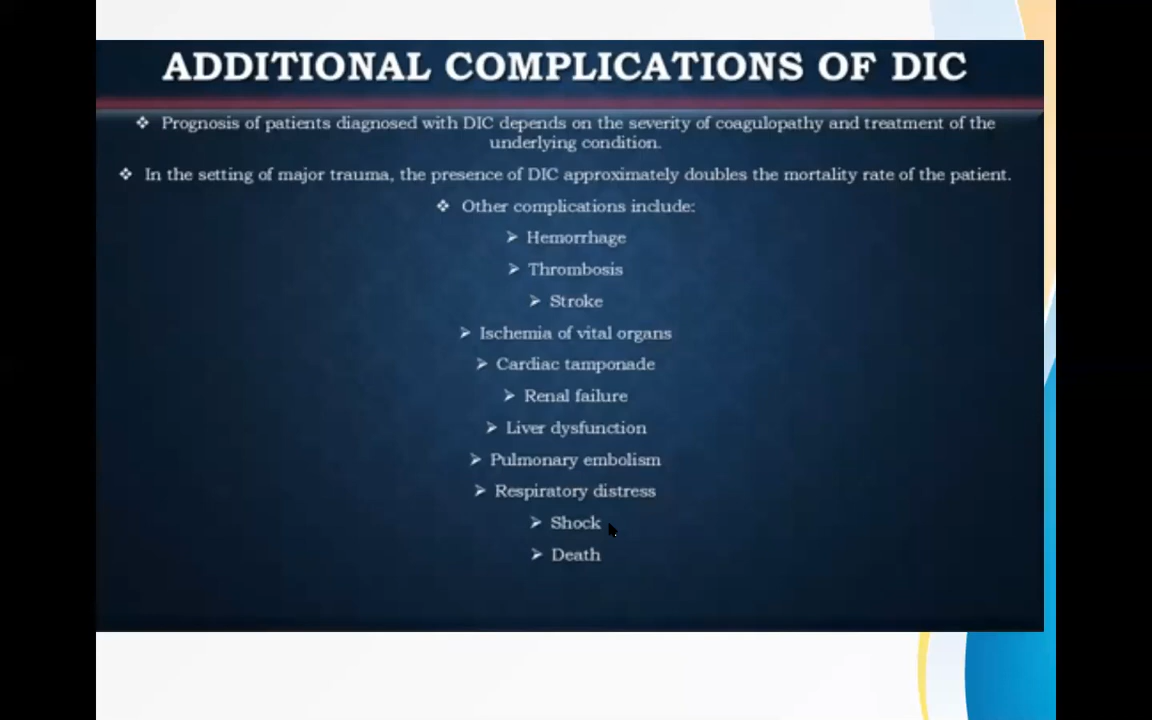 ADDITIONAL COMPLICATIONS OF DIC
❖ Prognosis of patients diagnosed with DIC depends on the severity of coagulopathy and treatment of the
underlying condition.
❖ In the setting of major trauma, the presence of DIC approximately doubles the mortality rate of the patient.
❖ Other complications include:
➢ Hemorrhage
➢ Thrombosis
➢ Stroke
➢ Ischemia of vital organs
➢ Cardiac tamponade
➢ Renal failure
➢ Liver dysfunction
➢ Pulmonary embolism
➢ Respiratory distress
➢ Shock
➢ Death